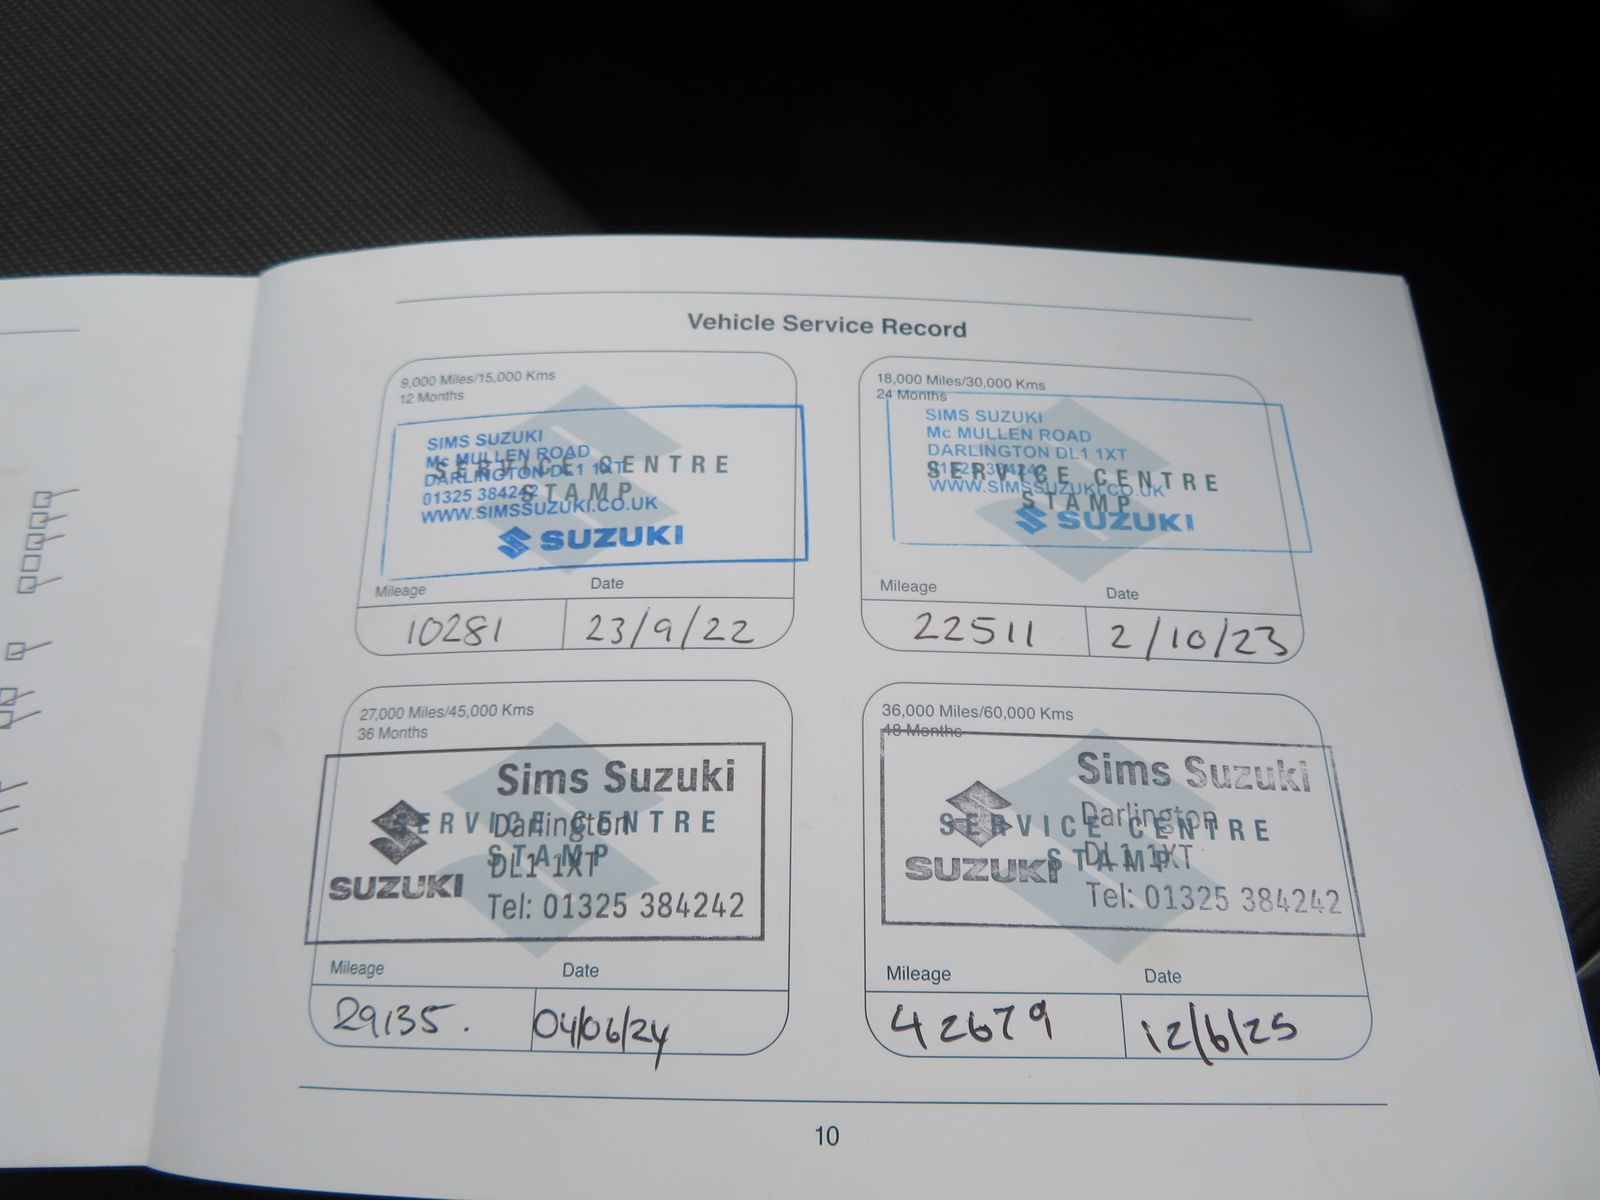 Vehicle Service Record
9,000 Miles/15,000 Kms
12 Months
SIMS SUZUKI
Mc MULLEN ROAD
SERVICE CENTRE
DARLINGTON DL1 1XT
STAMP
01325 384242
WWW.SIMSSUZUKI.CO.UK
SUZUKI
Mileage
Date
10281
23/9/22
18,000 Miles/30,000 Kms
24 Months
SIMS SUZUKI
Mc MULLEN ROAD
DARLINGTON DL1 1XT
01325 384242
SERVICE CENTRE
WWW.SIMSSUZUKI.CO.UK
STAMP
SUZUKI
Mileage
Date
22511
2/10/23
27,000 Miles/45,000 Kms
36 Months
Sims Suzuki
SERVICE CENTRE
Darlington
STAMP
DL1 1XT
SUZUKI
Tel: 01325 384242
Mileage
Date
29135.
04/06/24
36,000 Miles/60,000 Kms
48 Months
Sims Suzuki
Darlington
SERVICE CENTRE
DL1 1XT
STAMP
SUZUKI
Tel: 01325 384242
Mileage
Date
42679
12/6/25
10